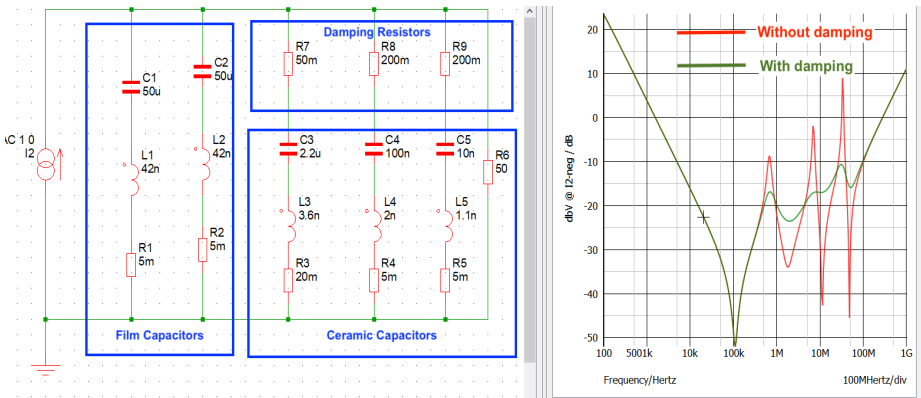 Damping Resistors
C1
50u
C2
50u
R7
50m
R8
200m
R9
200m
AC 1 0
I2
L1
42n
L2
42n
C3
2.2u
C4
100n
C5
10n
R6
50
L3
3.6n
L4
2n
L5
1.1n
R1
5m
R2
5m
R3
20m
R4
5m
R5
5m
Film Capacitors
Ceramic Capacitors
Without damping
With damping
dbV @ I2-neg / dB
20
10
0
-10
-20
-30
-40
-50
100 5001k 10k 100k 1M 10M 100M 1G
Frequency/Hertz 100MHertz/div